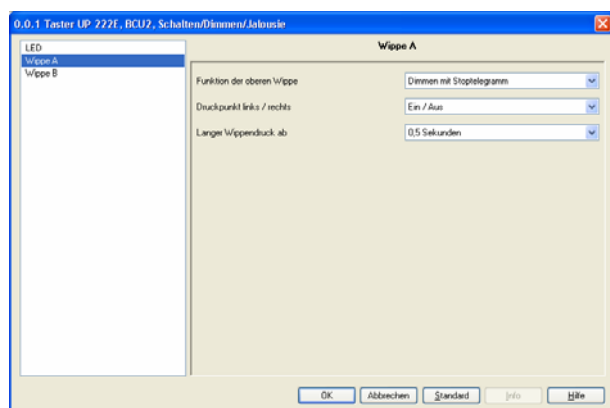 0.0.1 Taster UP 222E, BCU2, Schalten/Dimmen/Jalousie
LED
Wippe A
Wippe B
Wippe A
Funktion der oberen Wippe
Dimmen mit Stoptelegramm
Druckpunkt links / rechts
Ein / Aus
Langer Wippendruck ab
0,5 Sekunden
OK
Abbrechen
Standard
Info
Hilfe